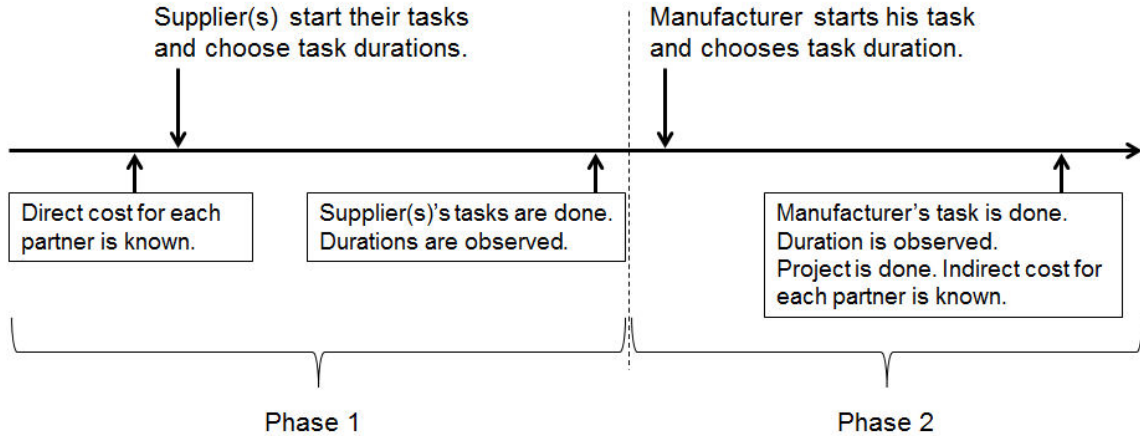 Supplier(s) start their tasks
and choose task durations.
Manufacturer starts his task
and chooses task duration.
Direct cost for each
partner is known.
Supplier(s)'s tasks are done.
Durations are observed.
Manufacturer's task is done.
Duration is observed.
Project is done. Indirect cost for
each partner is known.
Phase 1
Phase 2